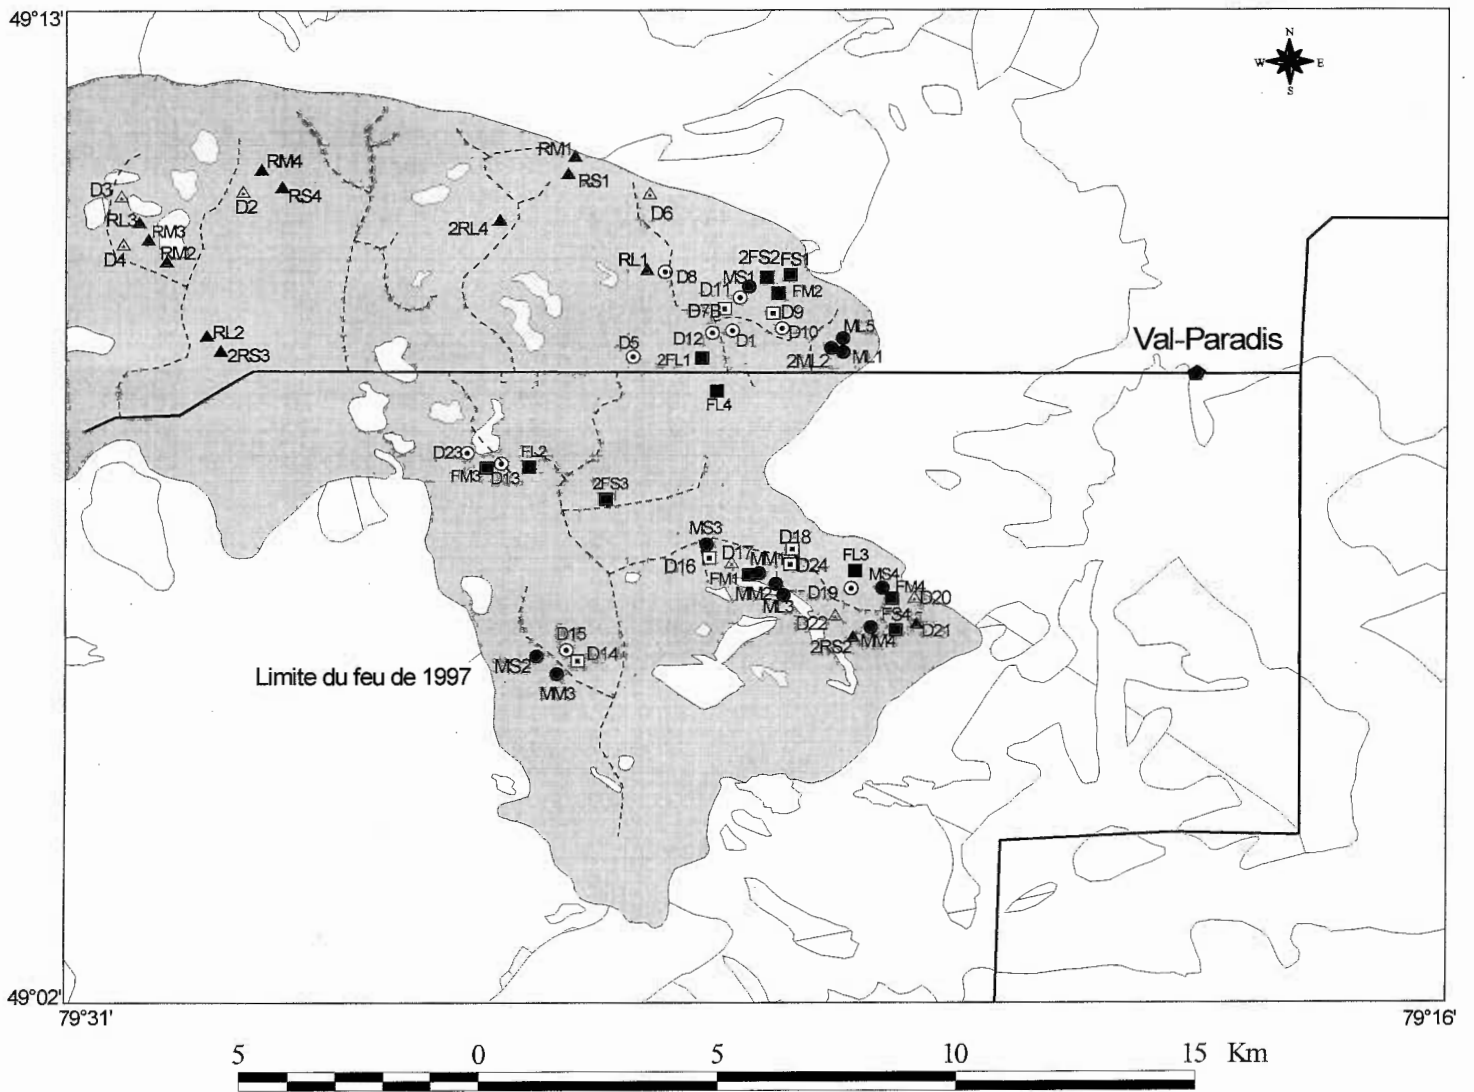 49°13'
N
W E
S
RM1
RM4
RS1
D3
RS4
D2
D6
RL3
2RL4
RM3
D4
RM2
RL1
D8
2FS2
FS1
MS1
D11
FM2
D7B
D9
D12
D1
D10
ML5
RL2
D5
2RS3
2FL1
2ML2
ML1
Val-Paradis
FL4
D23
FL2
FM3
D13
2FS3
MS3
D18
D17
MM1
FL3
D16
D24
FM1
MS4
MM2
D19
FM4
D20
ML3
FS4
D22
D21
2RS2
MM4
D15
D14
MS2
MM3
Limite du feu de 1997
49°02'
79°31'
79°16'
5 0 5 10 15 Km